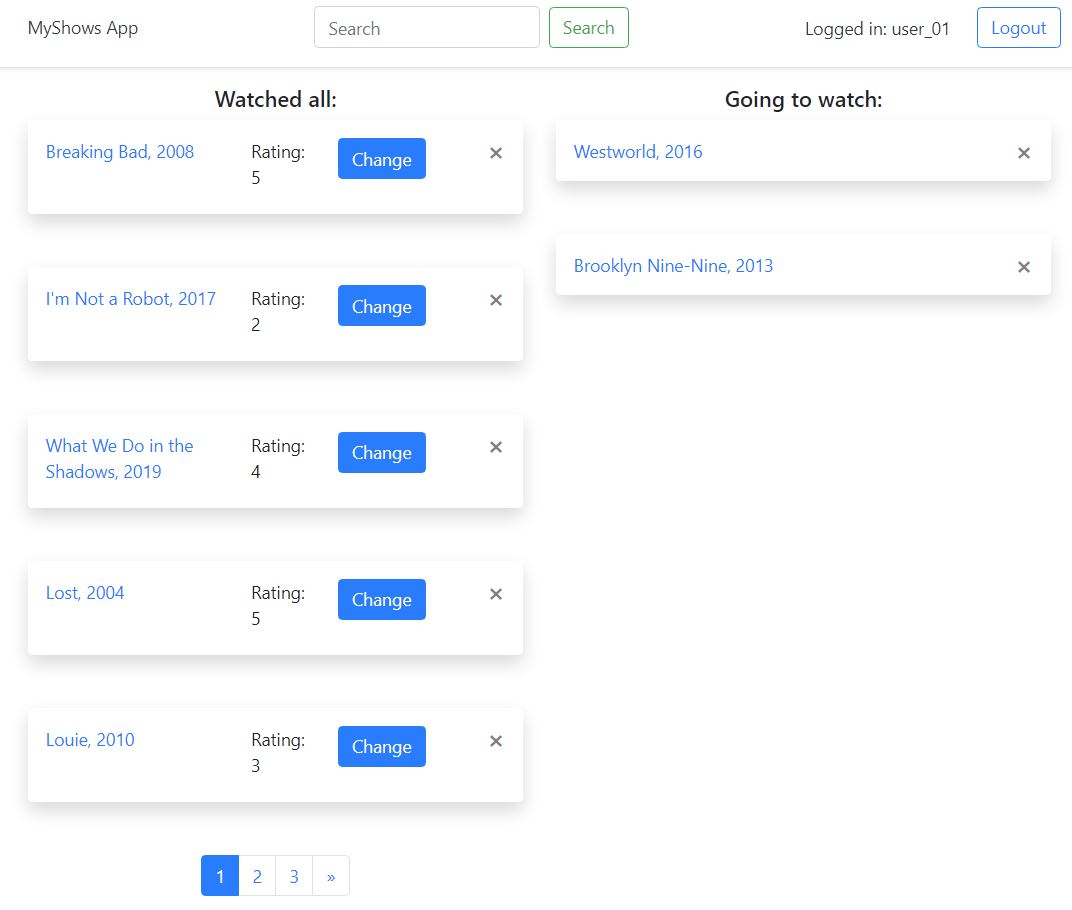 MyShows App
Search
Search
Logged in: user_01
Logout
Watched all:
Breaking Bad, 2008
Rating:
5
Change
×
I'm Not a Robot, 2017
Rating:
2
Change
×
What We Do in the
Shadows, 2019
Rating:
4
Change
×
Lost, 2004
Rating:
5
Change
×
Louie, 2010
Rating:
3
Change
×
1 2 3 »
Going to watch:
Westworld, 2016
×
Brooklyn Nine-Nine, 2013
×